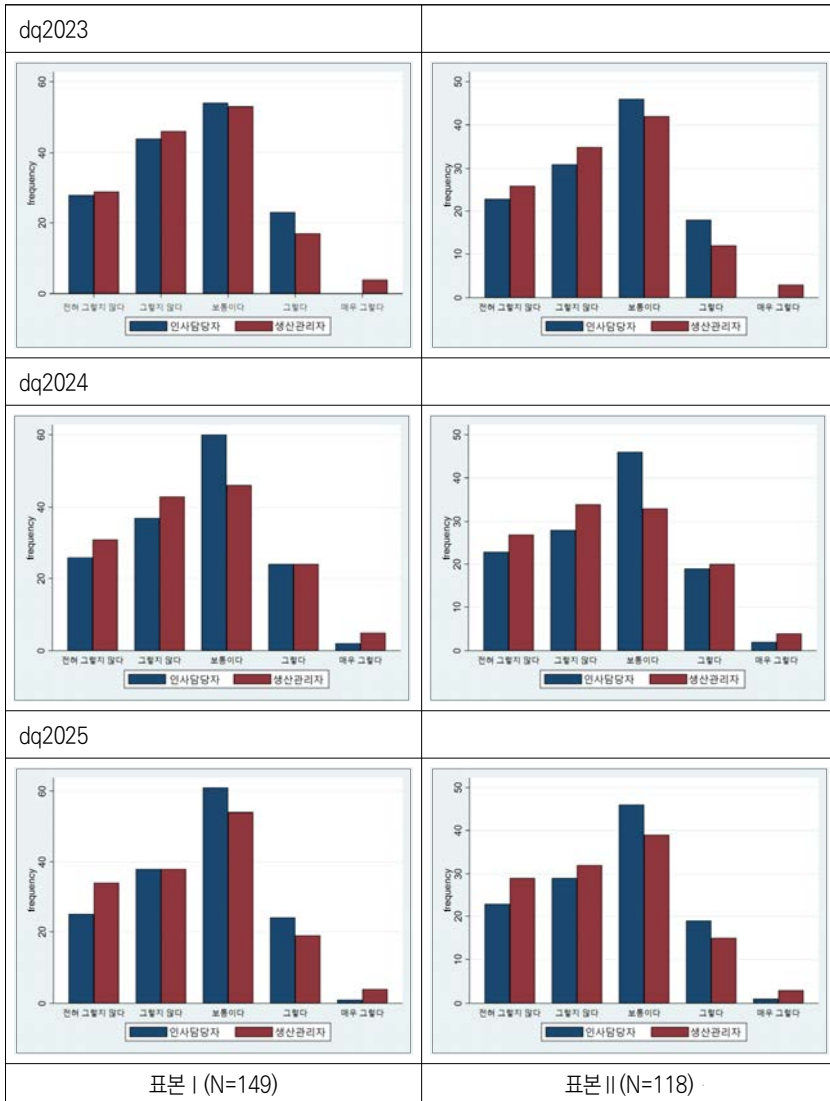 dq2023
frequency
0 20 40 60
전혀 그렇지 않다 그렇지 않다 보통이다 그렇다 매우 그렇다
인사담당자 생산관리자
frequency
0 10 20 30 40 50
전혀 그렇지 않다 그렇지 않다 보통이다 그렇다 매우 그렇다
인사담당자 생산관리자
dq2024
frequency
0 20 40 60
전혀 그렇지 않다 그렇지 않다 보통이다 그렇다 매우 그렇다
인사담당자 생산관리자
frequency
0 10 20 30 40 50
전혀 그렇지 않다 그렇지 않다 보통이다 그렇다 매우 그렇다
인사담당자 생산관리자
dq2025
frequency
0 20 40 60
전혀 그렇지 않다 그렇지 않다 보통이다 그렇다 매우 그렇다
인사담당자 생산관리자
frequency
0 10 20 30 40 50
전혀 그렇지 않다 그렇지 않다 보통이다 그렇다 매우 그렇다
인사담당자 생산관리자
표본Ⅰ(N=149) 표본Ⅱ(N=118)